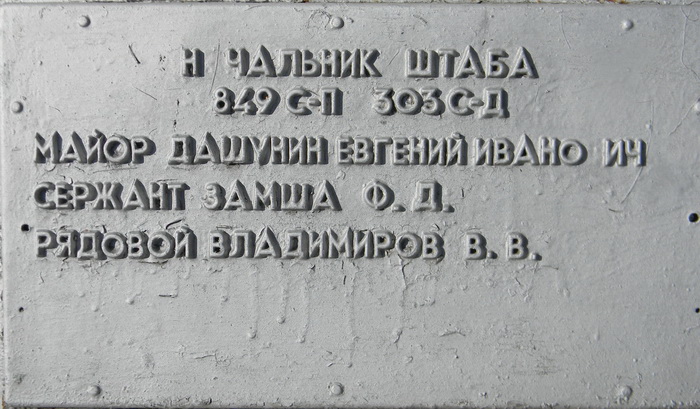 Н ЧАЛЬНИК ШТАБА
849 С-П 303 С-Д
МАЙОР ДАШУНИН ЕВГЕНИЙ ИВАНО ИЧ
СЕРЖАНТ ЗАМША Ф. Д.
РЯДОВОЙ ВЛАДИМИРОВ В. В.